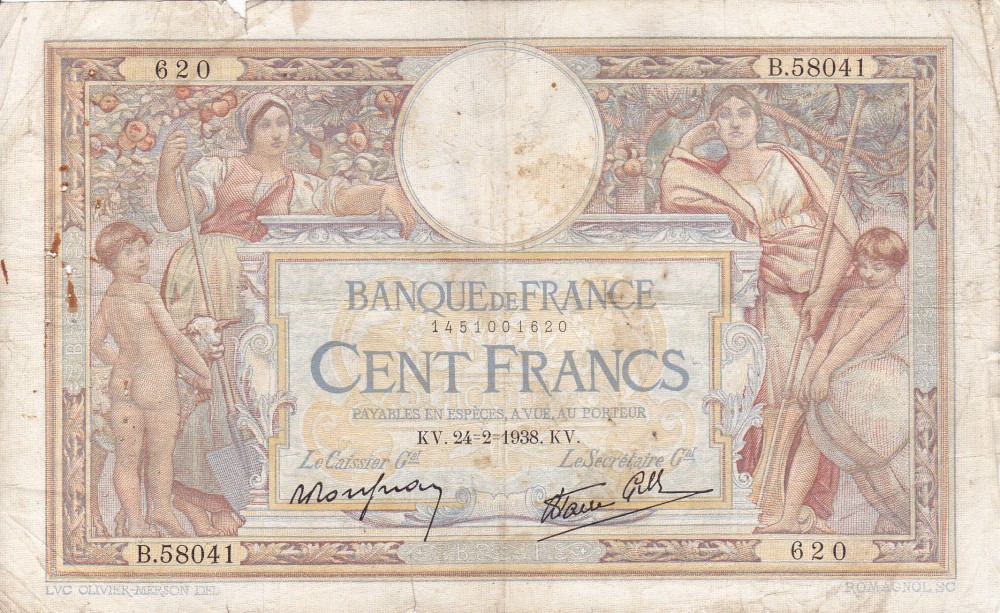 620 B.58041
BANQUE DE FRANCE
1451001620
CENT FRANCS
PAYABLES EN ESPÈCES, A VUE, AU PORTEUR
KV. 24=2=1938. KV.
Le Caissier Gal Le Secrétaire Gal
B.58041 620
LVC OLIVIER-MERSON DEL ROMAGNOL SC